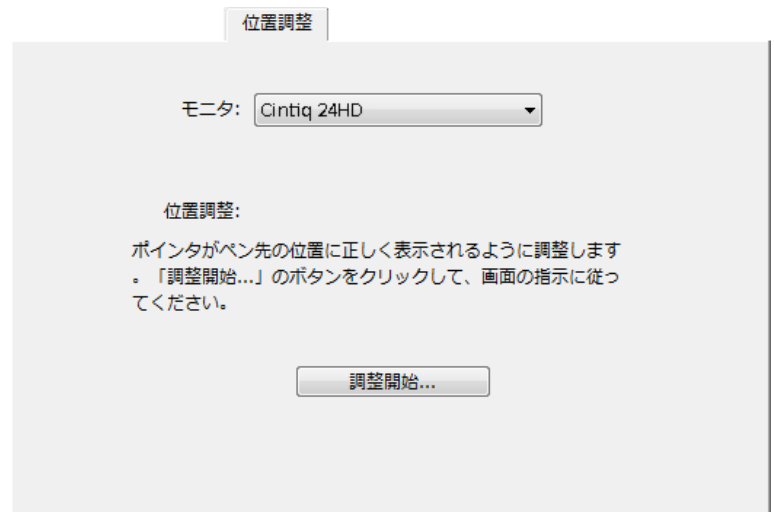 位置調整
モニタ: Cintiq 24HD
位置調整:
ポインタがペン先の位置に正しく表示されるように調整します
。「調整開始...」のボタンをクリックして、画面の指示に従っ
てください。
調整開始...